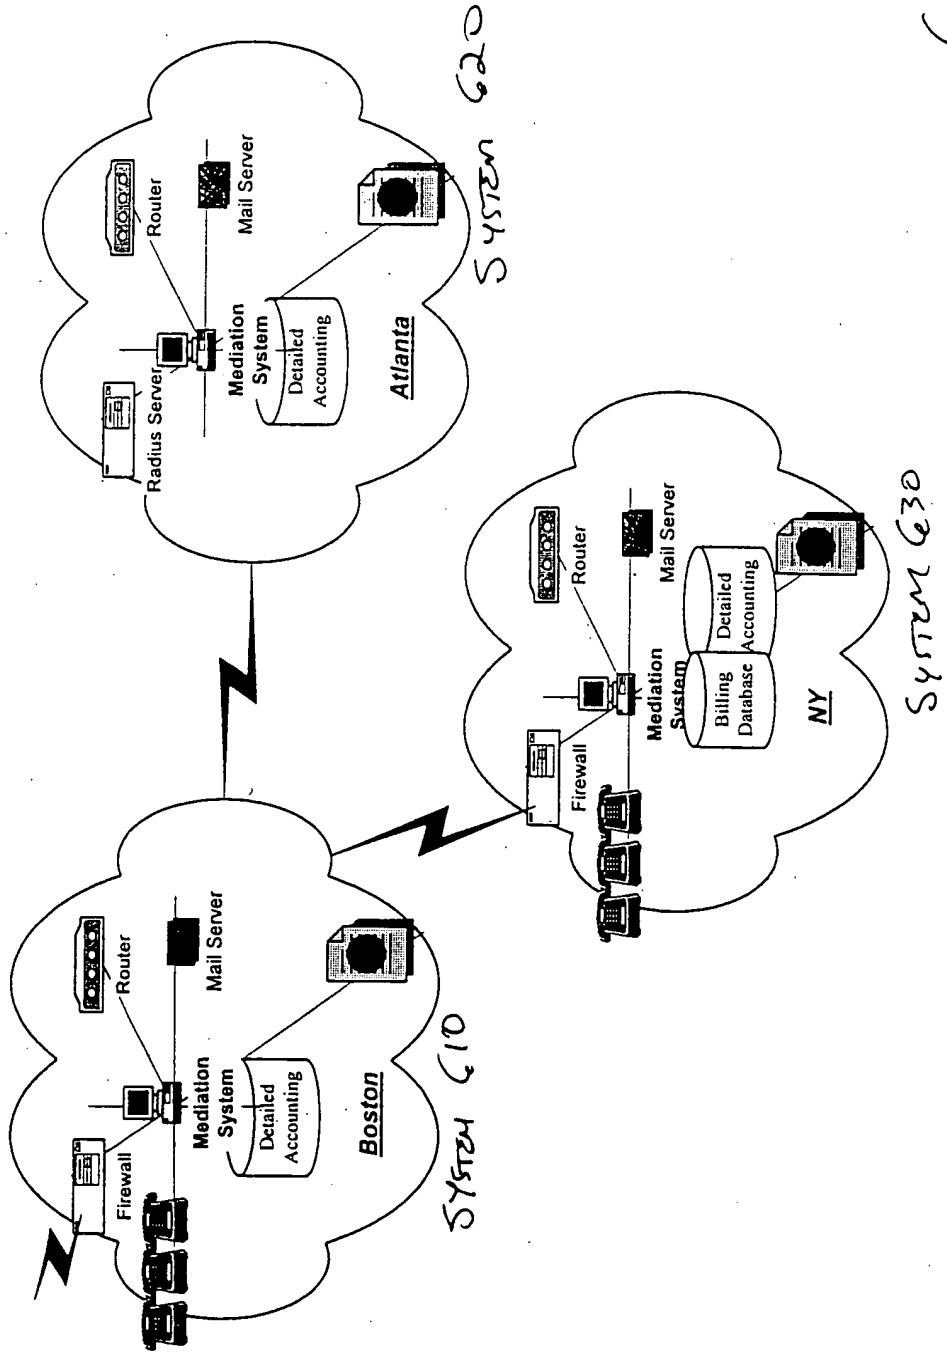 Router
Mail Server
Firewall
Mediation
System
Detailed
Accounting
Boston
SYSTEM 610
Router
Mail Server
Radius Server
Mediation
System
Detailed
Accounting
Atlanta
SYSTEM 620
Router
Mail Server
Firewall
Mediation
System
Billing
Database
Detailed
Accounting
NY
SYSTEM 630